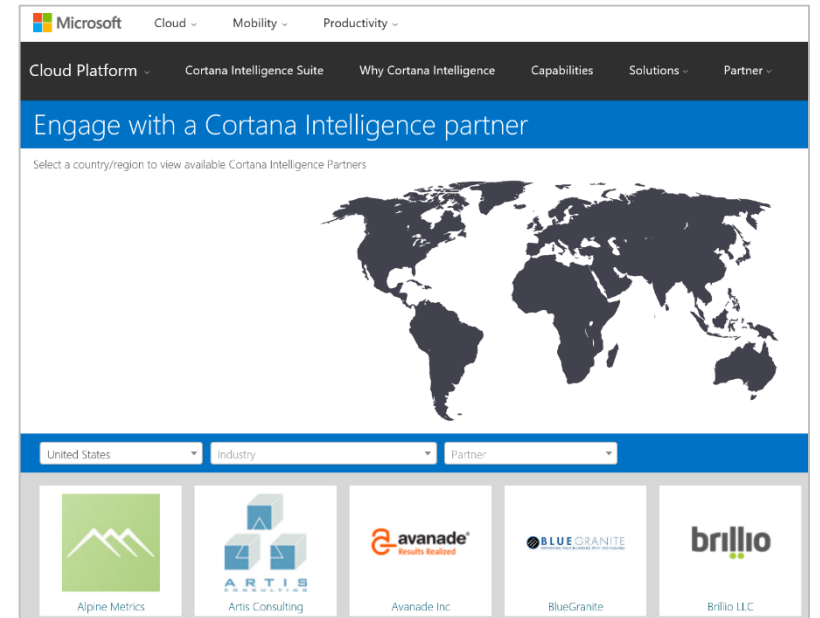 Microsoft Cloud Mobility Productivity
Cloud Platform Cortana Intelligence Suite Why Cortana Intelligence Capabilities Solutions Partner
Engage with a Cortana Intelligence partner
Select a country/region to view available Cortana Intelligence Partners
United States Industry Partner
ARTIS
CONSULTING
avanade®
Results Realized
BLUEGRANITE
brillio
Alpine Metrics Artis Consulting Avanade Inc BlueGranite Brillio LLC